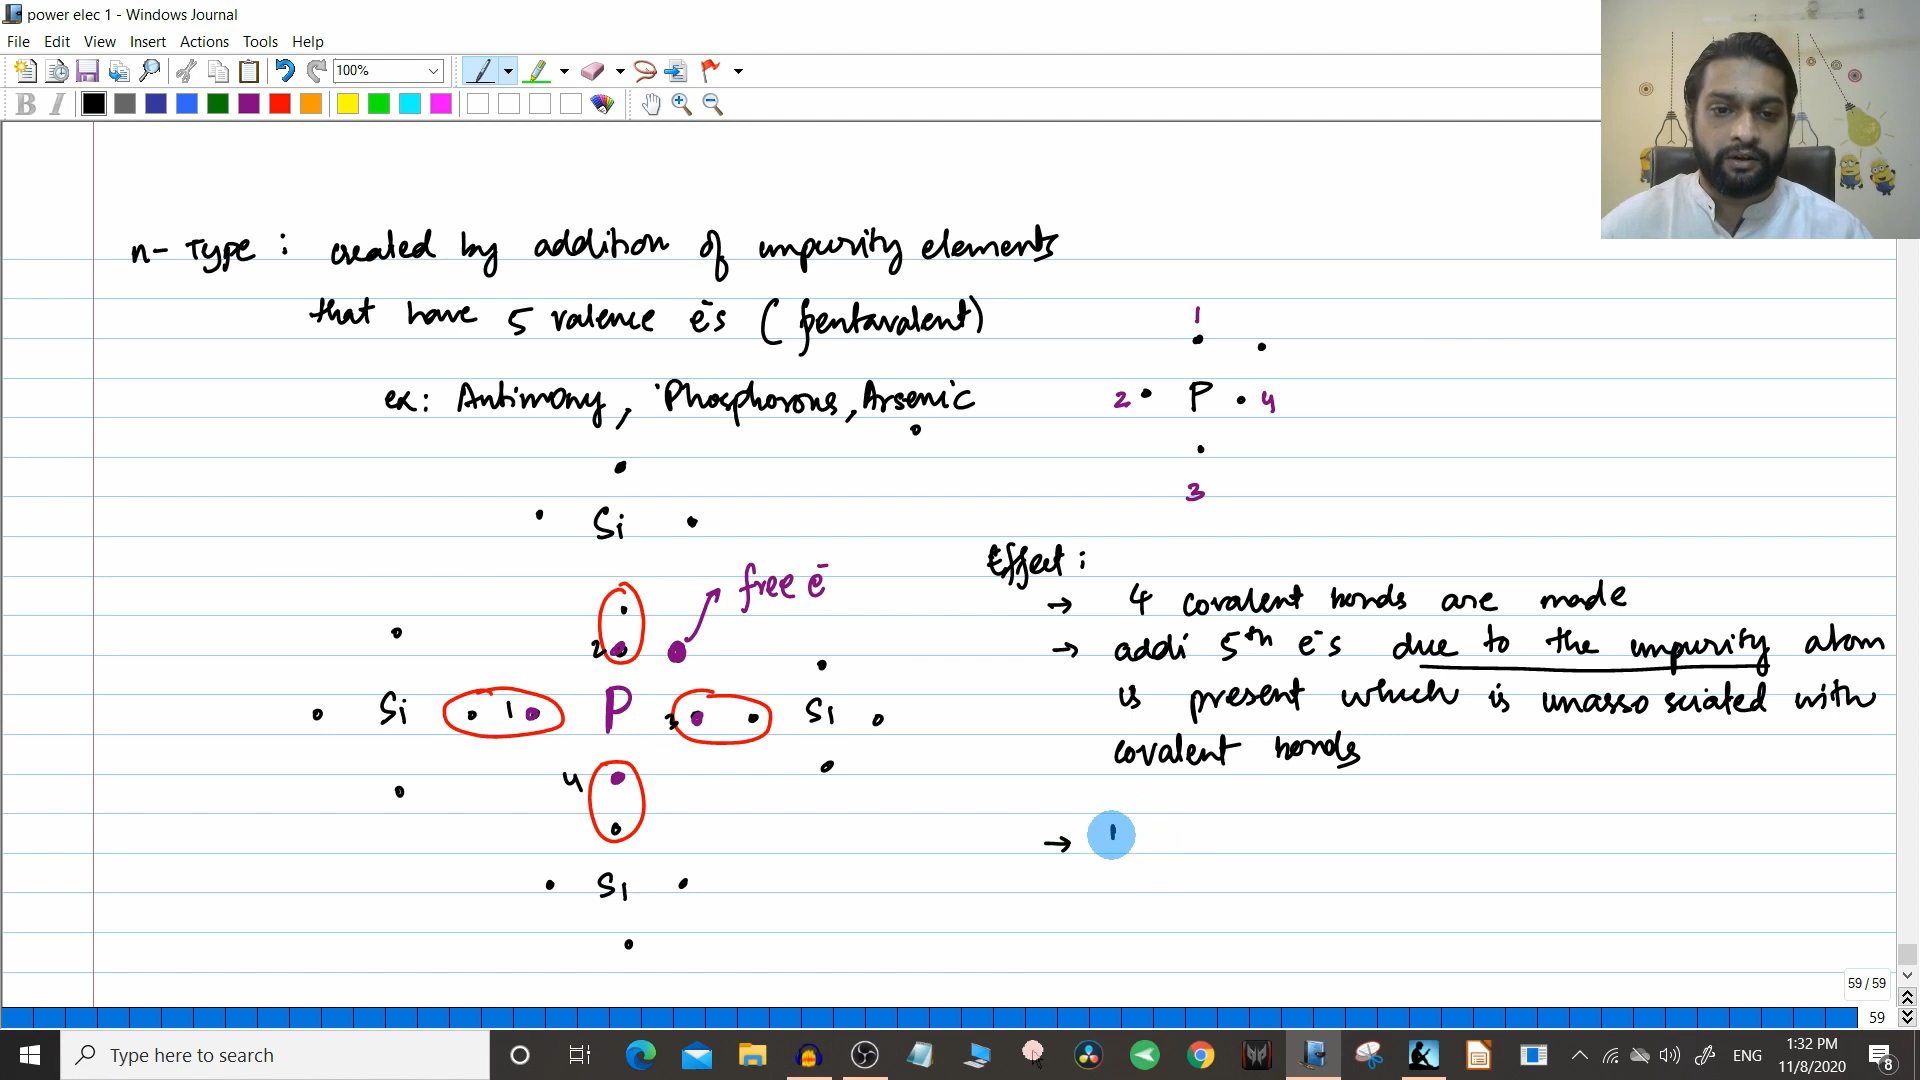 power elec 1 - Windows Journal
File Edit View Insert Actions Tools Help
100%
B I
n- Type : created by addition of impurity elements
that have 5 valence e-s (pentavalent)
ex: Antimony, Phosphorous, Arsenic
1
2 P 4
3
Si
free e-
2
Si 1 P 3 Si
4
Si
Effect :
→ 4 covalent bonds are made
→ addi 5th e-s due to the impurity atom
is present which is unassosciated with
covalent bonds
→
59 / 59
59
Type here to search
ENG
1:32 PM
11/8/2020
8